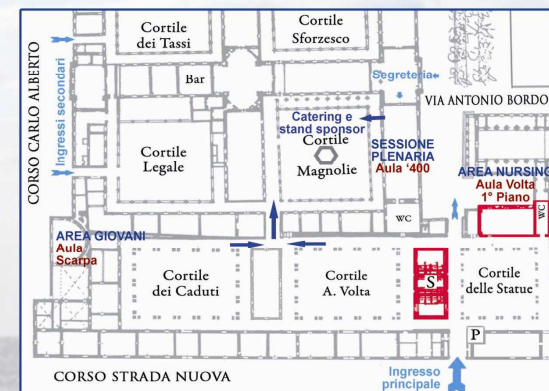 Cortile
dei Tassi
Cortile
Sforzesco
Bar
Segreteria
CORSO CARLO ALBERTO
Ingressi secondari
VIA ANTONIO BORDO
Catering e
stand sponsor
Cortile
Magnolie
Cortile
Legale
SESSIONE
PLENARIA
Aula '400
AREA NURSING
Aula Volta
1° Piano
WC
WC
AREA GIOVANI
Aula
Scarpa
Cortile
dei Caduti
Cortile
A. Volta
S
Cortile
delle Statue
P
CORSO STRADA NUOVA
Ingresso
principale